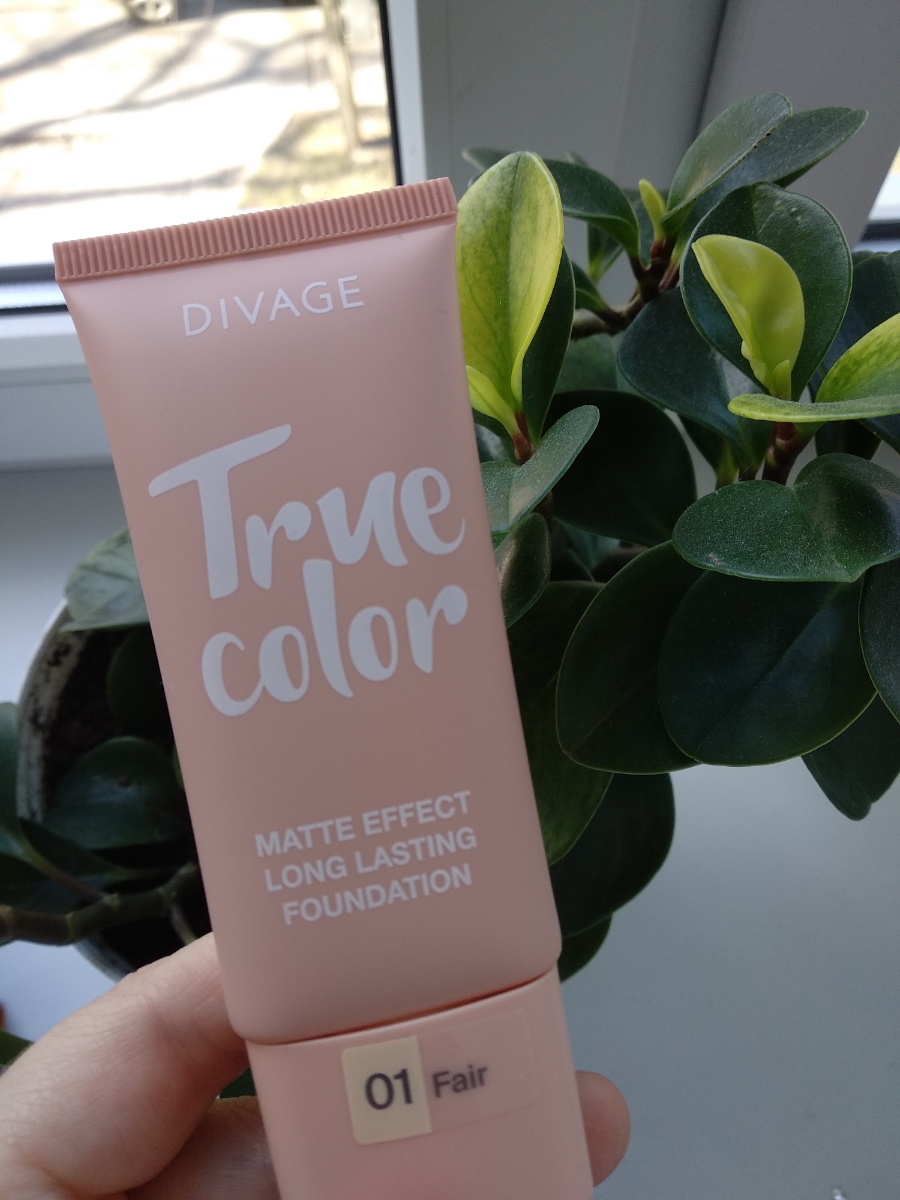 DIVAGE
True
color
MATTE EFFECT
LONG LASTING
FOUNDATION
01 Fair